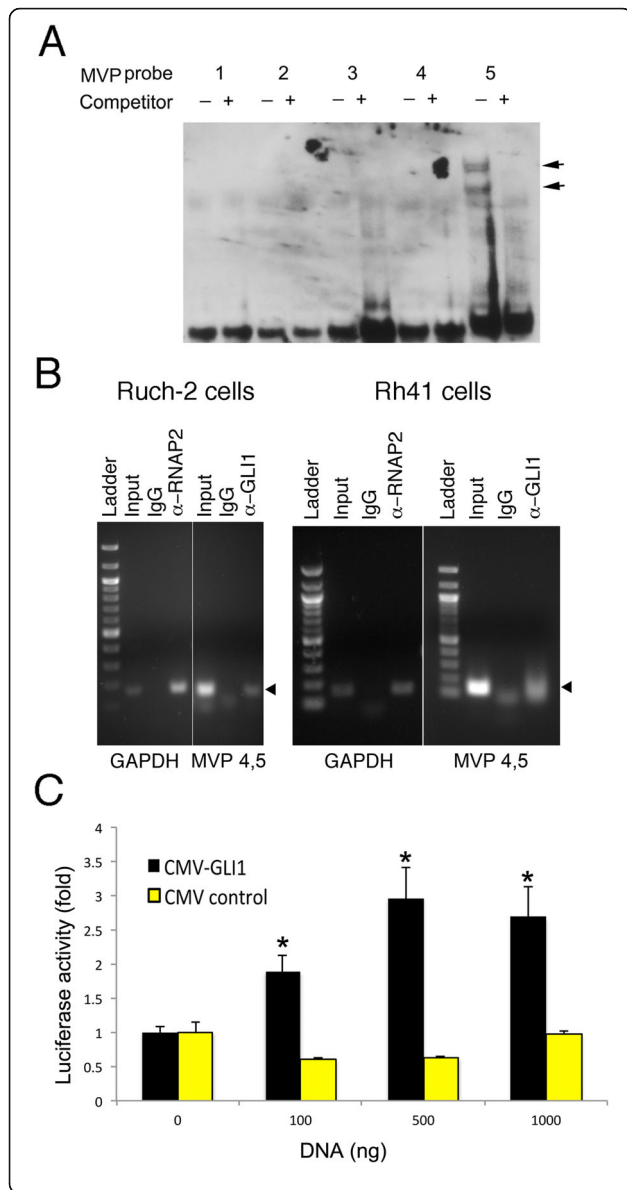 A
MVP probe 1 2 3 4 5
Competitor – + – + – + – + – +
B
Ruch-2 cells Rh41 cells
Ladder Input IgG α–RNAP2 Input IgG α–GLI1 Ladder Input IgG α–RNAP2 Ladder Input IgG α–GLI1
GAPDH MVP 4,5 GAPDH MVP 4,5
C
4
3.5
3
2.5
2
1.5
1
0.5
0
Luciferase activity (fold)
CMV-GLI1
CMV control
* * *
0 100 500 1000
DNA (ng)